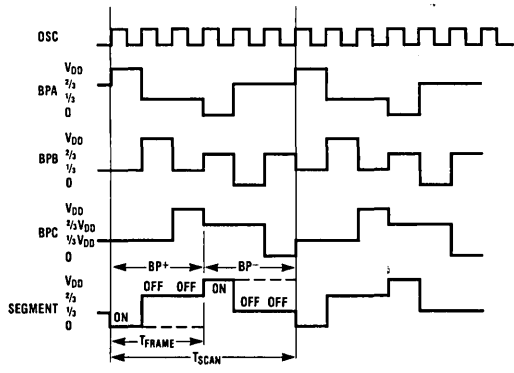 OSC
VDD
2/3
BPA 1/3
0
VDD
BPB 2/3
1/3
0
VDD
BPC 2/3VDD
1/3VDD
0
BP+ BP-
VDD
OFF OFF ON
2/3
OFF OFF
SEGMENT 1/3
ON
0
TFRAME
TSCAN